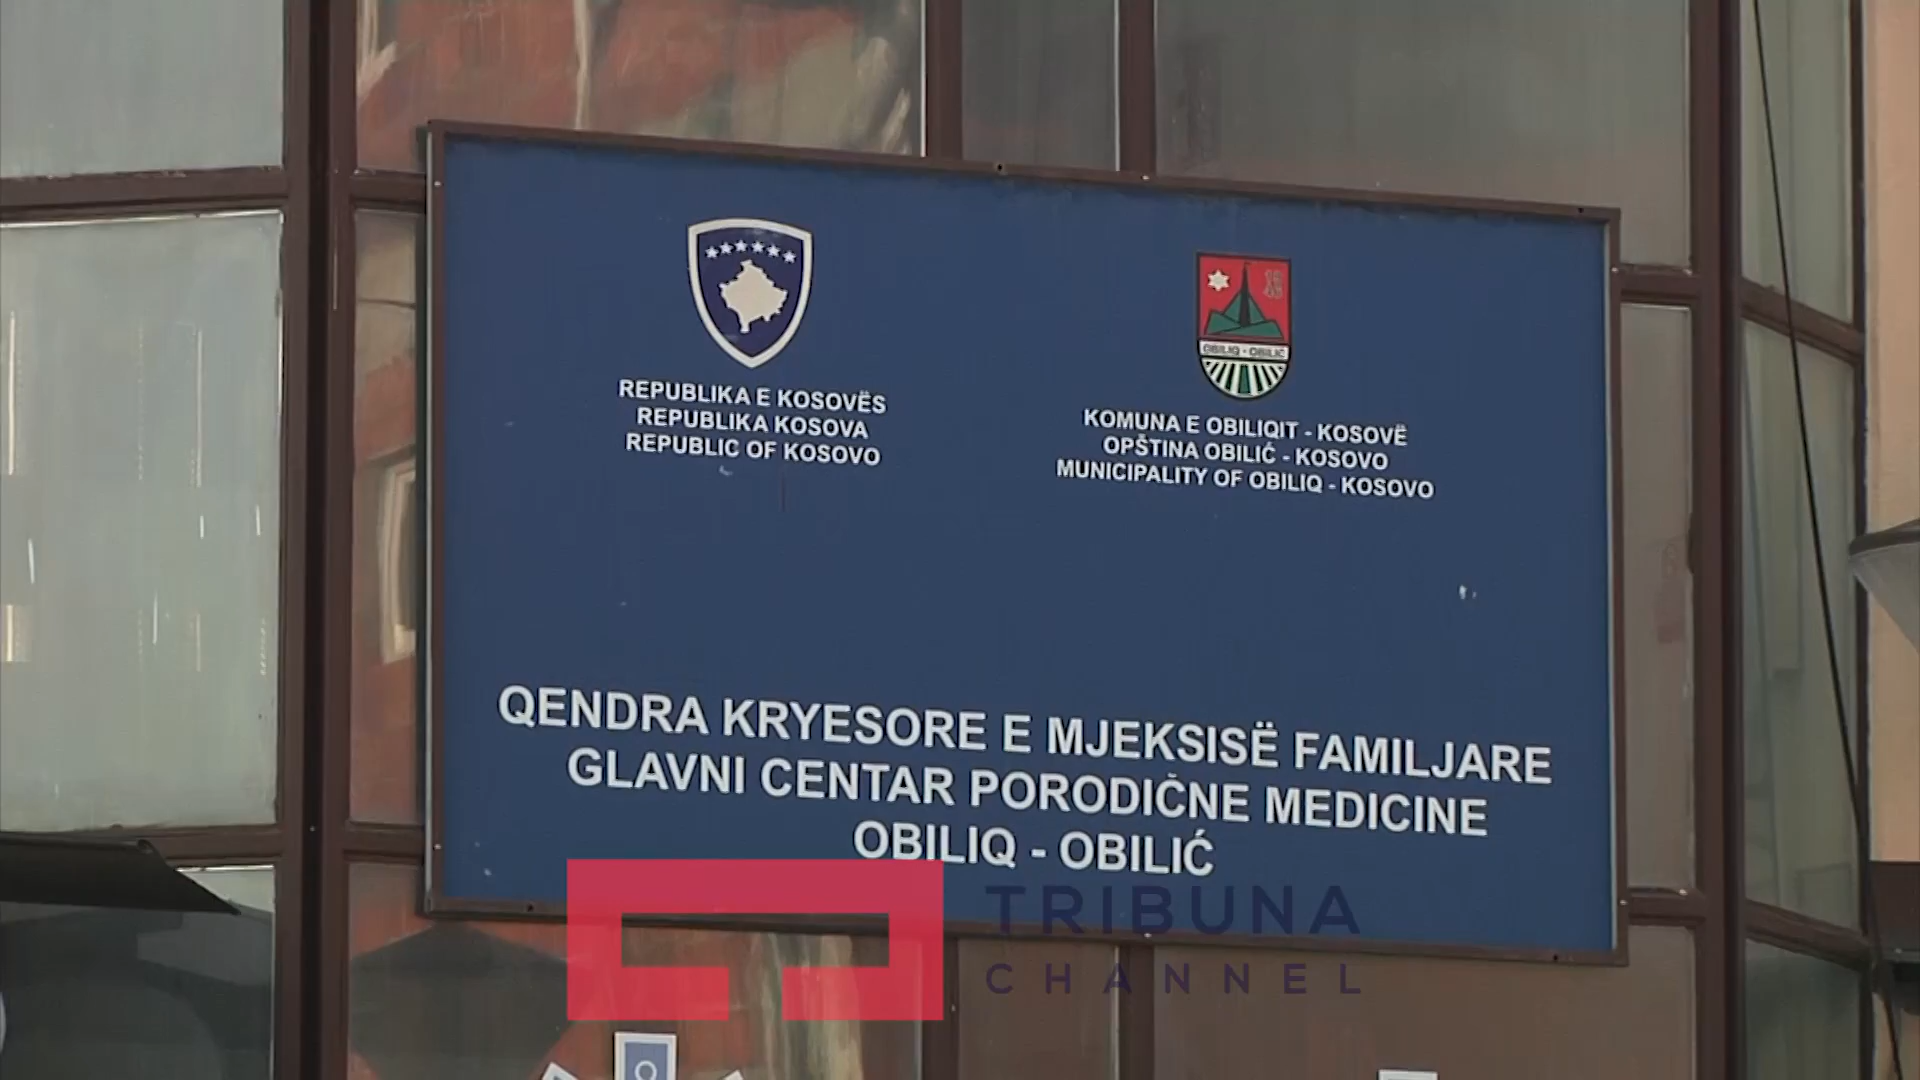 REPUBLIKA E KOSOVËS
REPUBLIKA KOSOVA
REPUBLIC OF KOSOVO
OBILIQ - OBILIĆ
KOMUNA E OBILIQIT - KOSOVË
OPŠTINA OBILIĆ - KOSOVO
MUNICIPALITY OF OBILIQ - KOSOVO
QENDRA KRYESORE E MJEKSISË FAMILJARE
GLAVNI CENTAR PORODIČNE MEDICINE
OBILIQ - OBILIĆ
TRIBUNA
CHANNEL